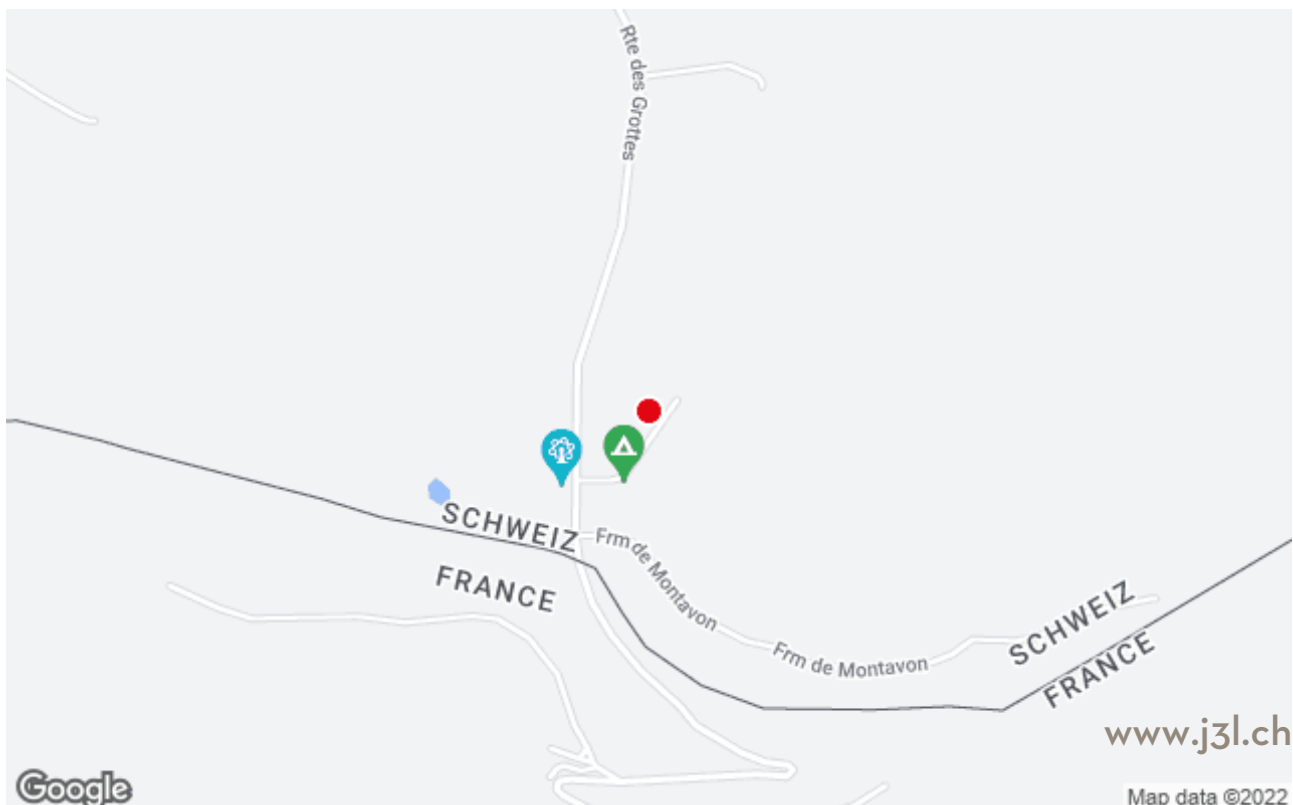 Rte des Grottes
SCHWEIZ
FRANCE
Frm de Montavon
Frm de Montavon
SCHWEIZ
FRANCE
www.j3l.ch
Google
Map data ©2022